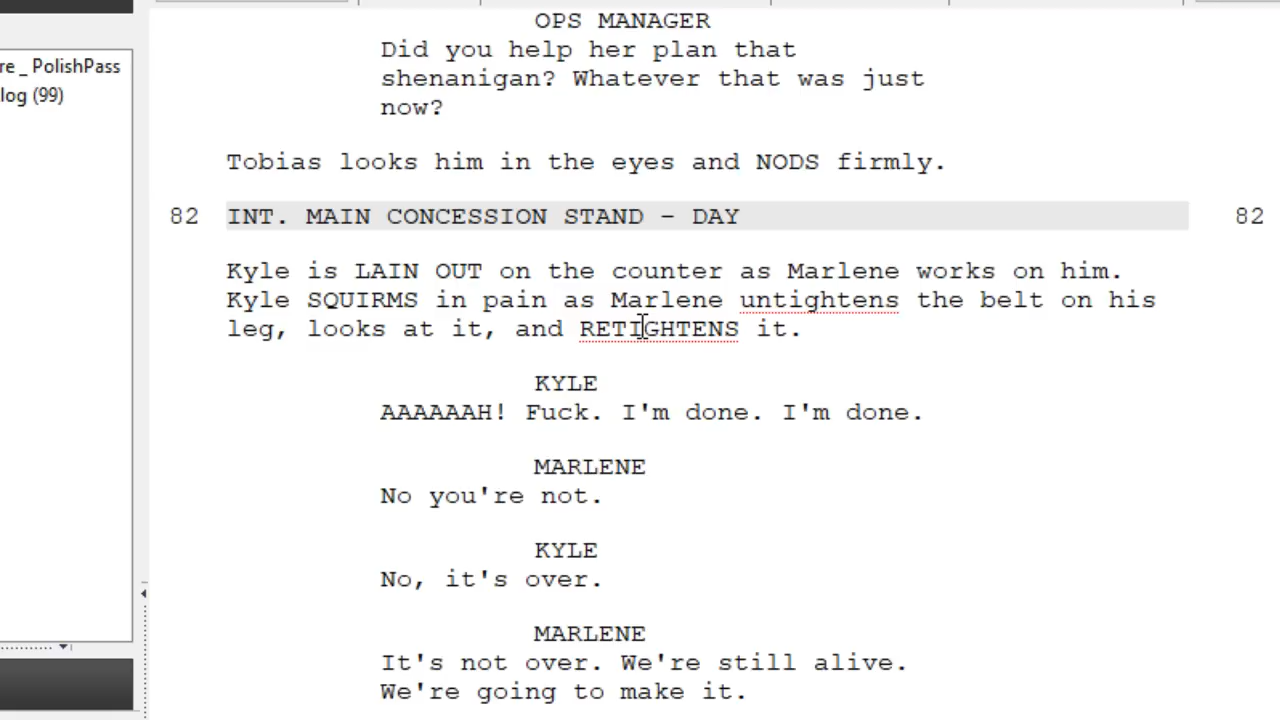 OPS MANAGER
Did you help her plan that
shenanigan? Whatever that was just
now?
re _ PolishPass
log (99)
Tobias looks him in the eyes and NODS firmly.
82 INT. MAIN CONCESSION STAND - DAY 82
Kyle is LAIN OUT on the counter as Marlene works on him.
Kyle SQUIRMS in pain as Marlene untightens the belt on his
leg, looks at it, and RETIGHTENS it.
KYLE
AAAAAAH! Fuck. I'm done. I'm done.
MARLENE
No you're not.
KYLE
No, it's over.
MARLENE
It's not over. We're still alive.
We're going to make it.